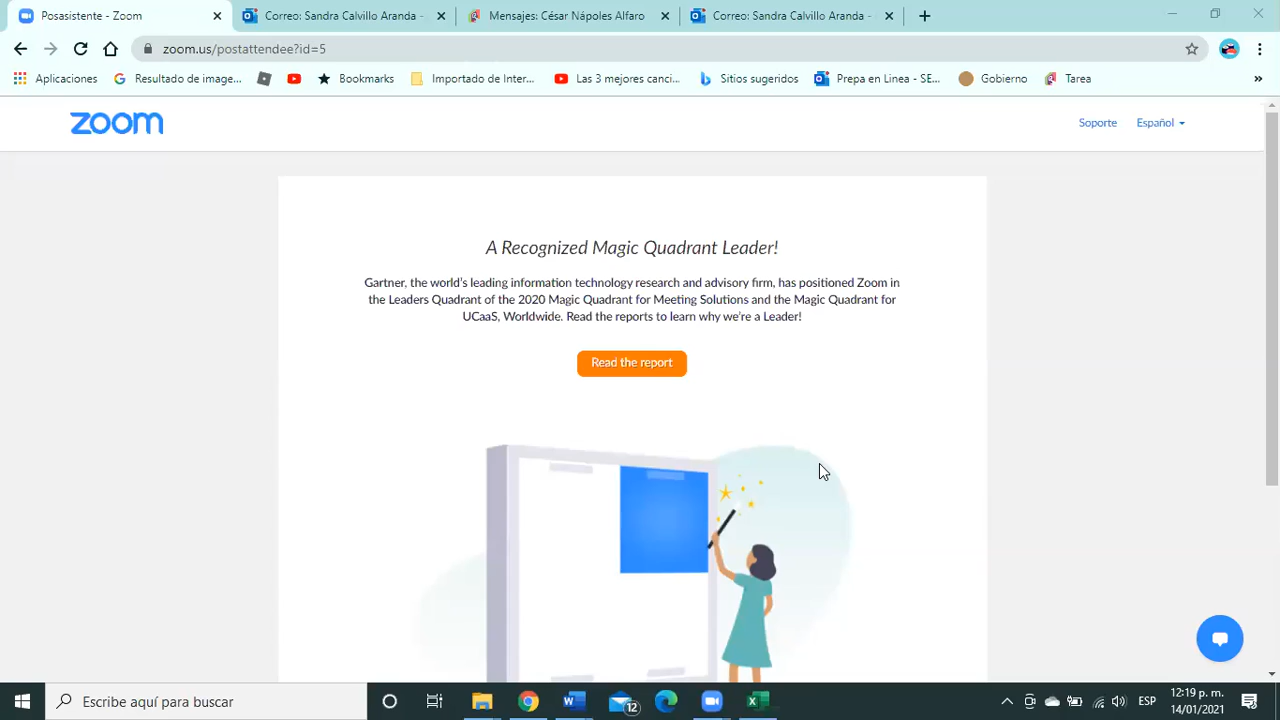 Posasistente - Zoom
Correo: Sandra Calvillo Aranda -
Mensajes: César Nápoles Alfaro
Correo: Sandra Calvillo Aranda -
zoom.us/postattendee?id=5
Aplicaciones
Resultado de image...
Bookmarks
Importado de Inter...
Las 3 mejores canci...
Sitios sugeridos
Prepa en Linea - SE...
Gobierno
Tarea
»
zoom
Soporte
Español
A Recognized Magic Quadrant Leader!
Gartner, the world's leading information technology research and advisory firm, has positioned Zoom in
the Leaders Quadrant of the 2020 Magic Quadrant for Meeting Solutions and the Magic Quadrant for
UCaaS, Worldwide. Read the reports to learn why we're a Leader!
Read the report
Escribe aquí para buscar
12
ESP
12:19 p. m.
14/01/2021